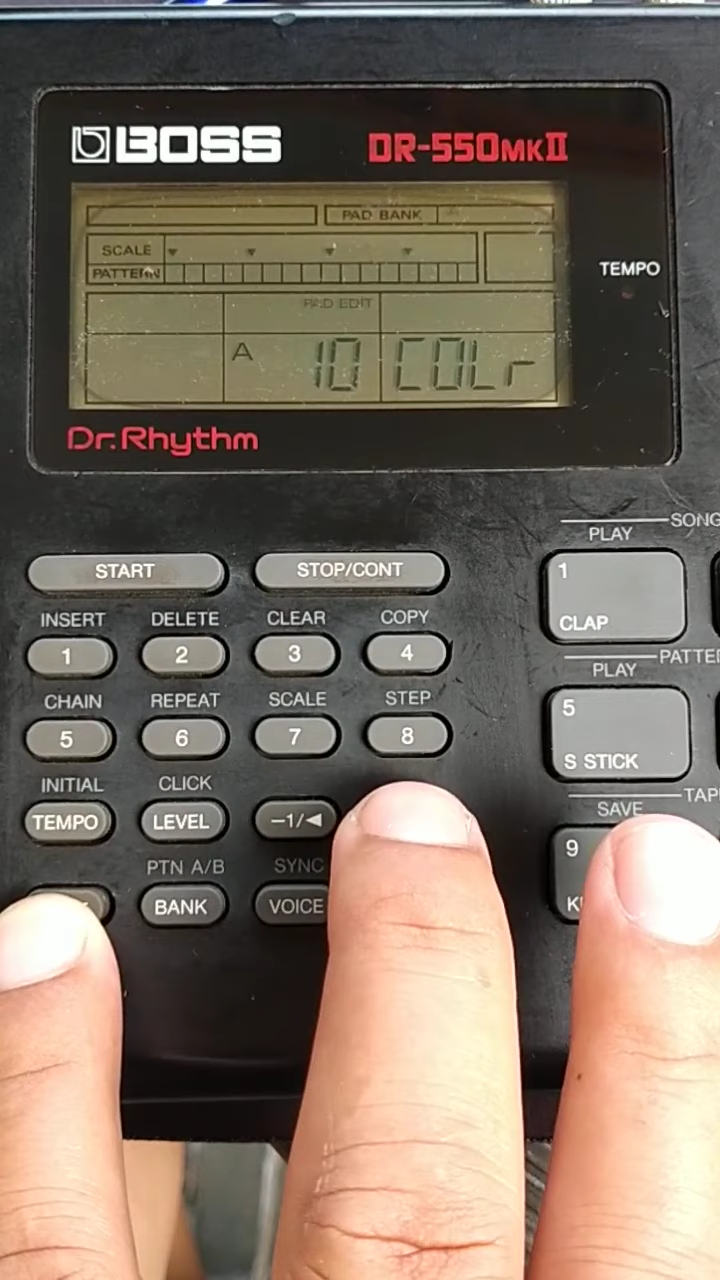 BOSS DR-550MKII
PAD BANK
SCALE
TEMPO
PATTERN
PAD EDIT
A 10 COLr
Dr.Rhythm
SONG
PLAY
START STOP/CONT
1
CLAP
INSERT DELETE CLEAR COPY
1 2 3 4
PLAY
CHAIN REPEAT SCALE STEP
5 6 7 8
5
S STICK
INITIAL CLICK
SAVE
TEMPO LEVEL −1/◀
9
PTN A/B SYNC
BANK VOICE